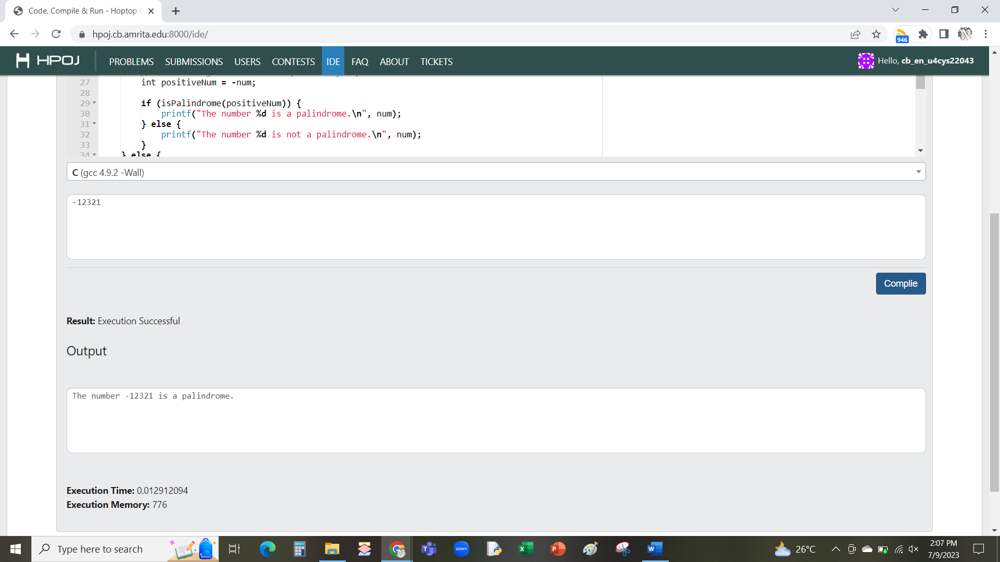 Code, Compile & Run - Hoptop
hpoj.cb.amrita.edu:8000/ide/
946
HPOJ
PROBLEMS SUBMISSIONS USERS CONTESTS IDE FAQ ABOUT TICKETS
Hello, cb_en_u4cys22043
27 int positiveNum = -num;
28
29 if (isPalindrome(positiveNum)) {
30 printf("The number %d is a palindrome.\n", num);
31 } else {
32 printf("The number %d is not a palindrome.\n", num);
33 }
34 } else {
C (gcc 4.9.2 -Wall)
-12321
Complie
Result: Execution Successful
Output
The number -12321 is a palindrome.
Execution Time: 0.012912094
Execution Memory: 776
Type here to search
zoom
26°C
2:07 PM
7/9/2023